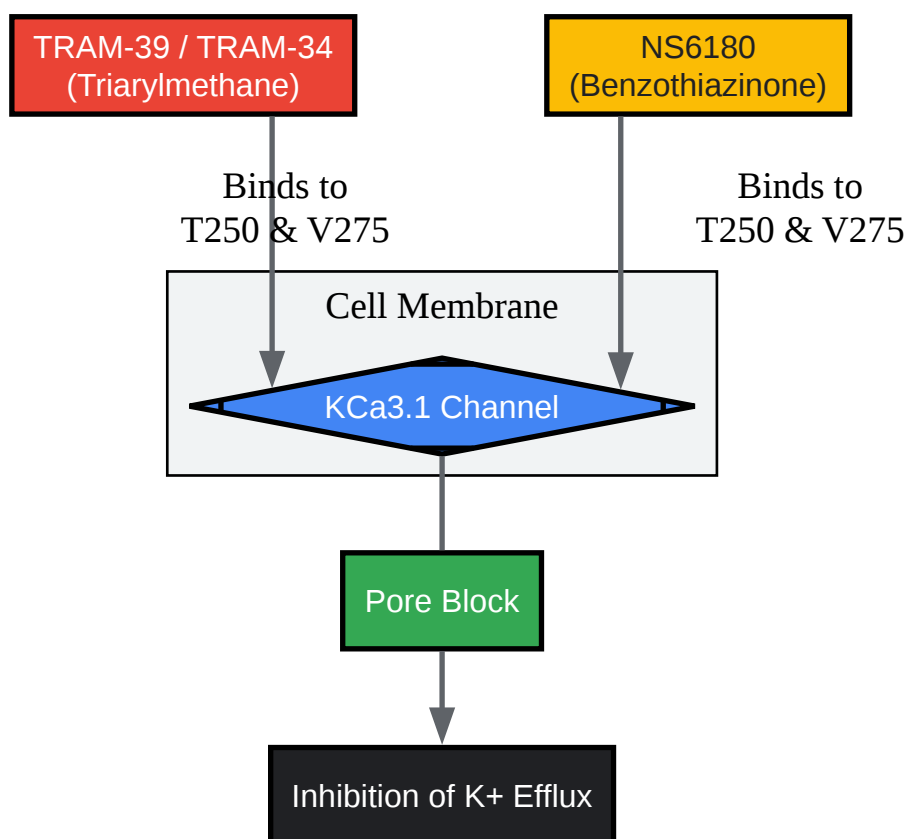 TRAM-39 / TRAM-34
(Triarylmethane)
NS6180
(Benzothiazinone)
Binds to
T250 & V275
Binds to
T250 & V275
Cell Membrane
KCa3.1 Channel
Pore Block
Inhibition of K+ Efflux